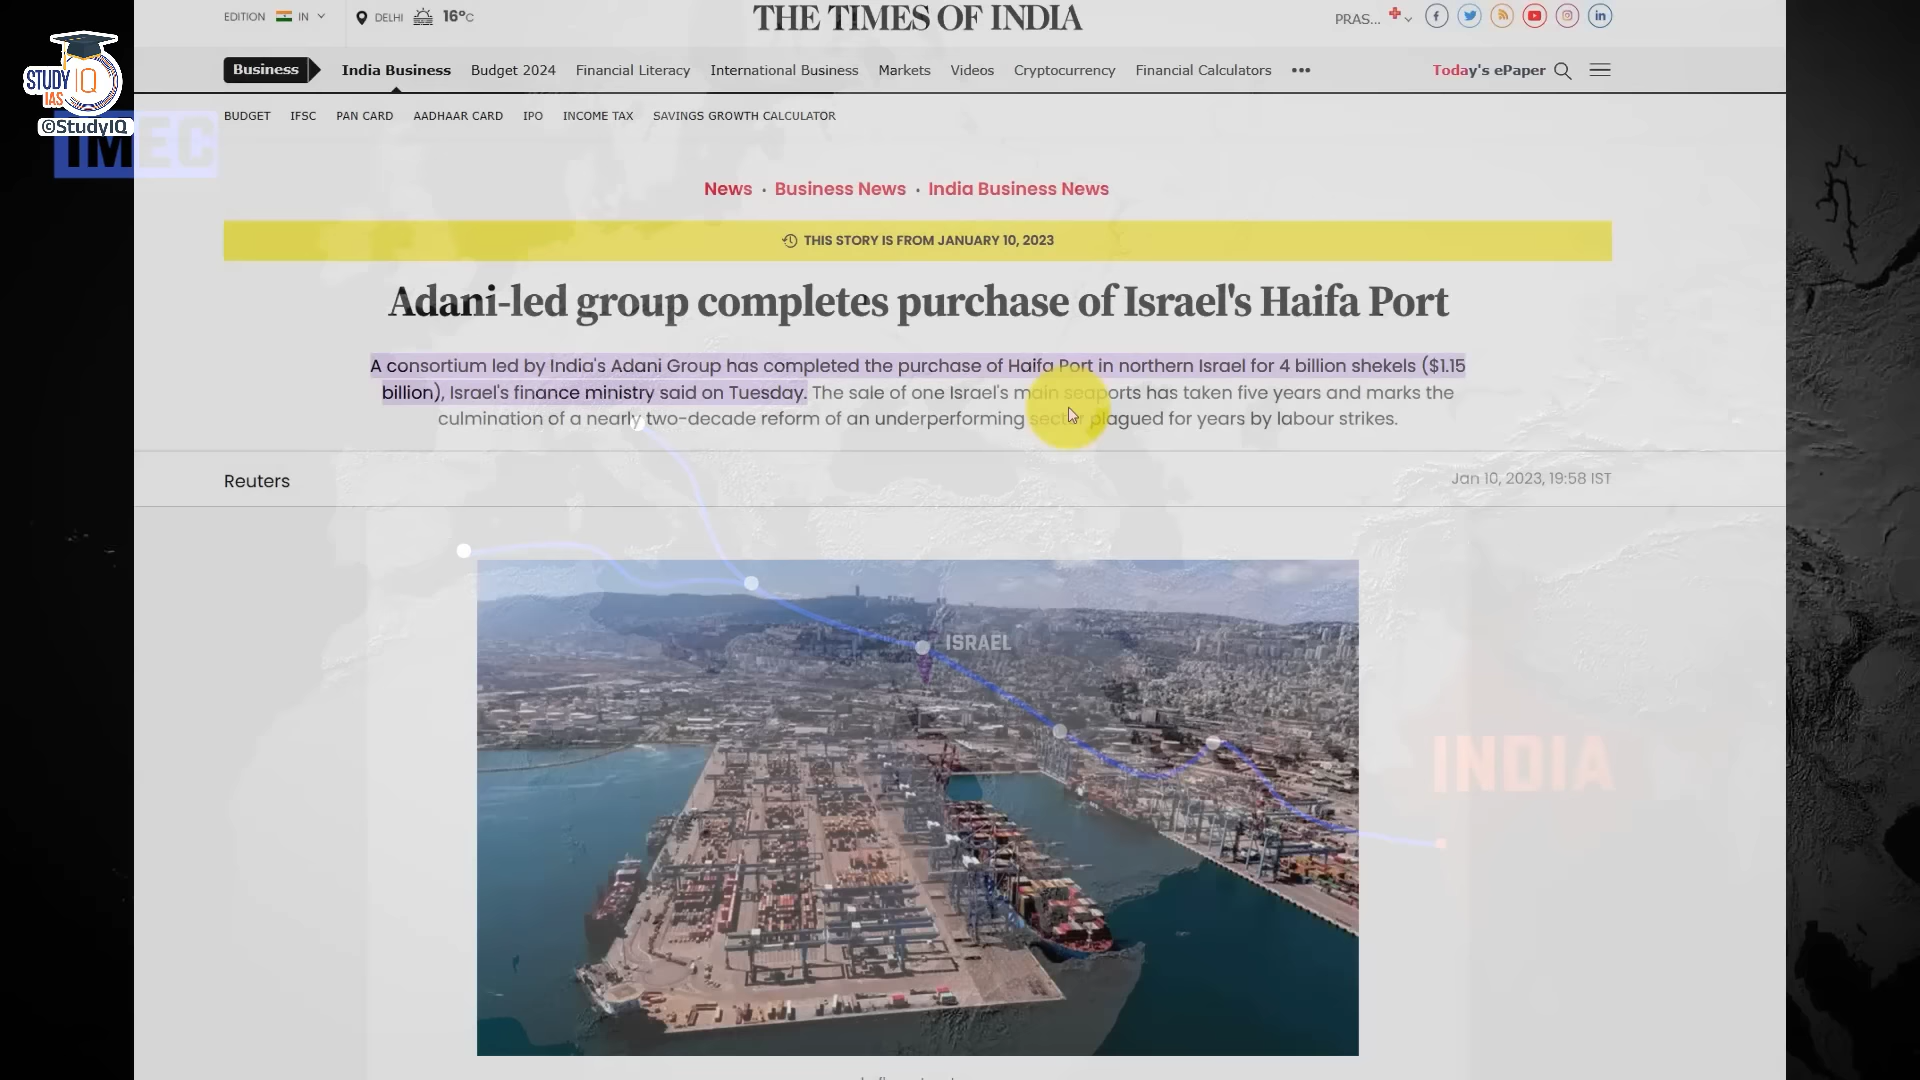 EDITION IN DELHI 16°C
THE TIMES OF INDIA
PRAS...
STUDY IQ
IAS
©StudyIQ
IMEC
Business India Business Budget 2024 Financial Literacy International Business Markets Videos Cryptocurrency Financial Calculators ••• Today's ePaper
BUDGET IFSC PAN CARD AADHAAR CARD IPO INCOME TAX SAVINGS GROWTH CALCULATOR
News • Business News • India Business News
THIS STORY IS FROM JANUARY 10, 2023
Adani-led group completes purchase of Israel's Haifa Port
A consortium led by India's Adani Group has completed the purchase of Haifa Port in northern Israel for 4 billion shekels ($1.15
billion), Israel's finance ministry said on Tuesday. The sale of one Israel's main seaports has taken five years and marks the
culmination of a nearly two-decade reform of an underperforming sector plagued for years by labour strikes.
Reuters
Jan 10, 2023, 19:58 IST
ISRAEL
INDIA